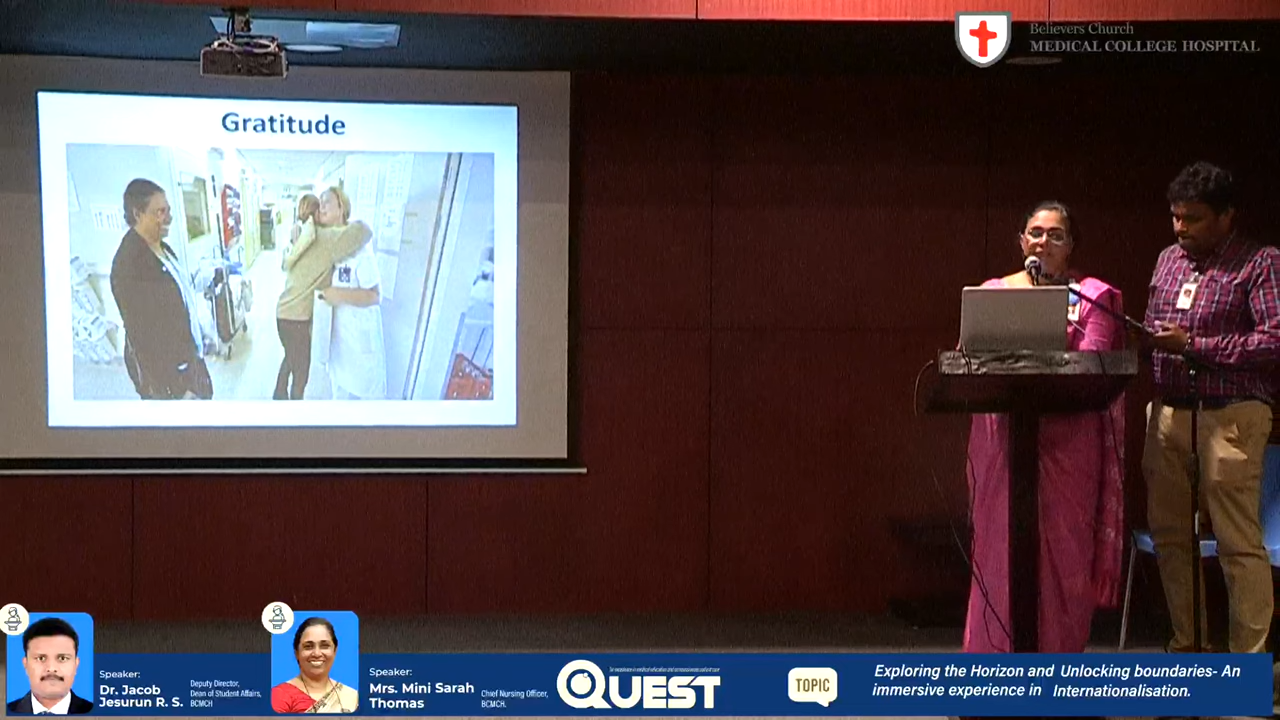 Believers Church
MEDICAL COLLEGE HOSPITAL
Gratitude
Speaker:
Dr. Jacob
Jesurun R. S.
Deputy Director,
Dean of Student Affairs,
BCMCH
Speaker:
Mrs. Mini Sarah
Thomas
Chief Nursing Officer,
BCMCH.
QUEST
TOPIC
Exploring the Horizon and Unlocking boundaries- An
immersive experience in Internationalisation.